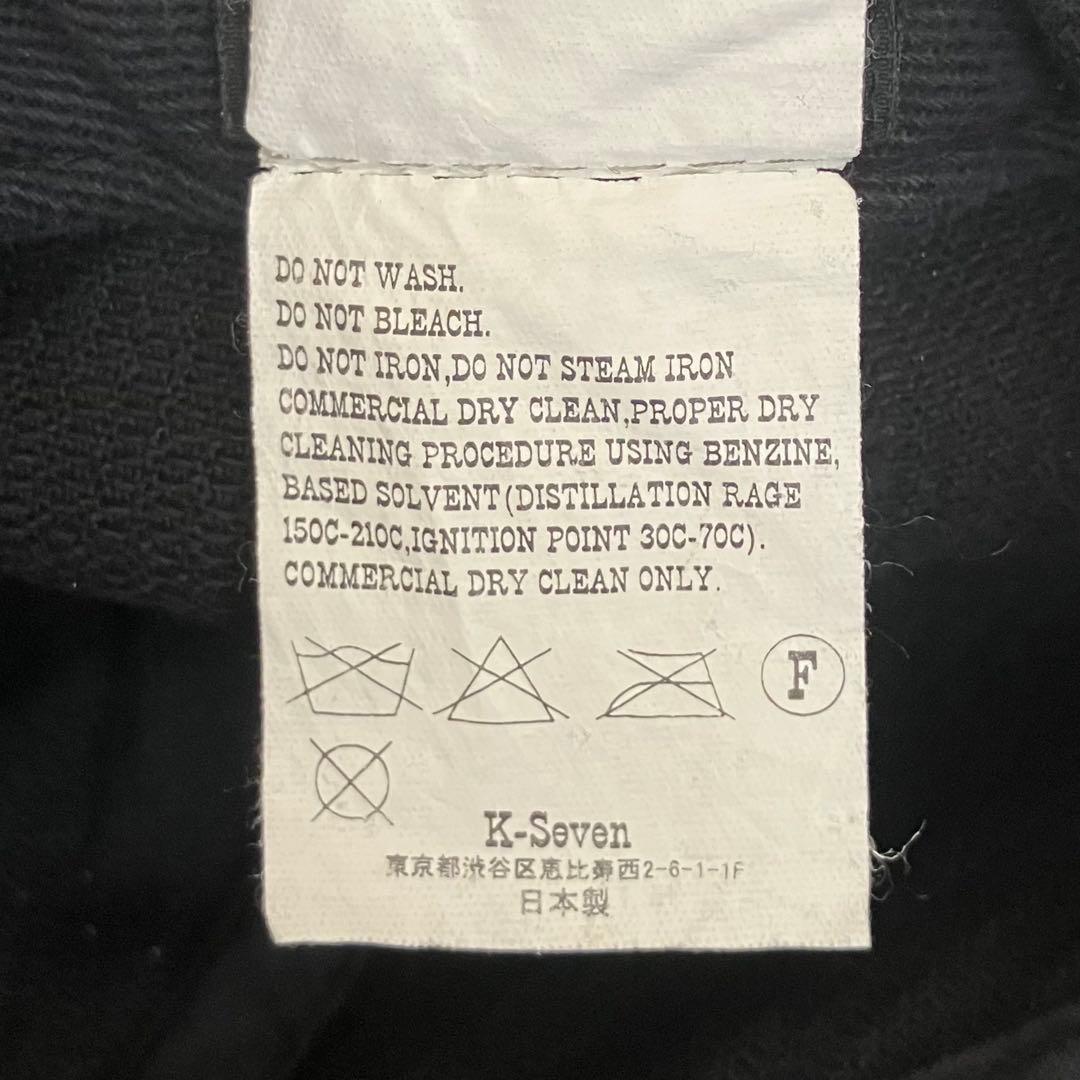 DO NOT WASH.
DO NOT BLEACH.
DO NOT IRON,DO NOT STEAM IRON
COMMERCIAL DRY CLEAN,PROPER DRY
CLEANING PROCEDURE USING BENZINE,
BASED SOLVENT(DISTILLATION RAGE
150C-210C,IGNITION POINT 30C-70C).
COMMERCIAL DRY CLEAN ONLY.
F
K-Seven
東京都渋谷区恵比寿西2-6-1-1F
日本製